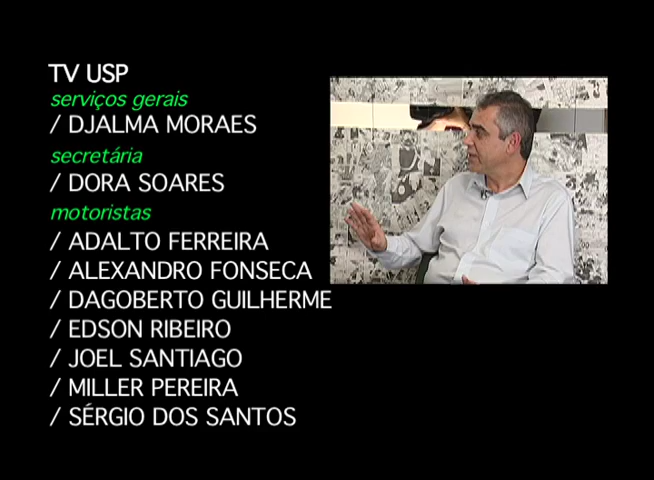 TV USP
serviços gerais
/ DJALMA MORAES
secretária
/ DORA SOARES
motoristas
/ ADALTO FERREIRA
/ ALEXANDRO FONSECA
/ DAGOBERTO GUILHERME
/ EDSON RIBEIRO
/ JOEL SANTIAGO
/ MILLER PEREIRA
/ SÉRGIO DOS SANTOS